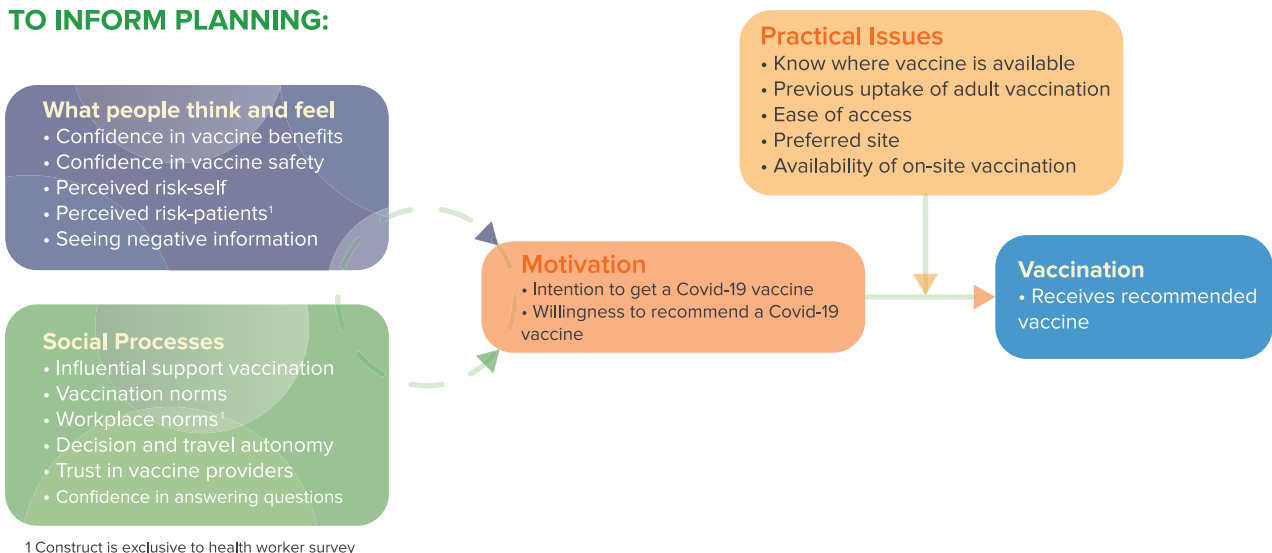 TO INFORM PLANNING:
What people think and feel
• Confidence in vaccine benefits
• Confidence in vaccine safety
• Perceived risk-self
• Perceived risk-patients¹
• Seeing negative information
Social Processes
• Influential support vaccination
• Vaccination norms
• Workplace norms¹
• Decision and travel autonomy
• Trust in vaccine providers
• Confidence in answering questions
1 Construct is exclusive to health worker survey
Motivation
• Intention to get a Covid-19 vaccine
• Willingness to recommend a Covid-19
vaccine
Practical Issues
• Know where vaccine is available
• Previous uptake of adult vaccination
• Ease of access
• Preferred site
• Availability of on-site vaccination
Vaccination
• Receives recommended
vaccine